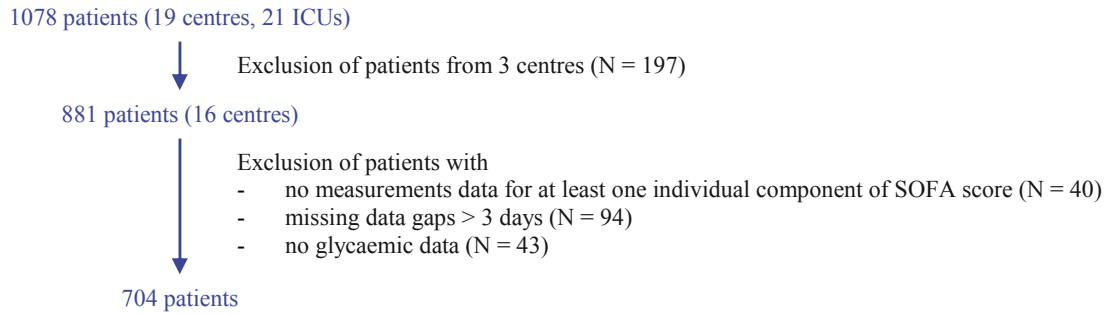 1078 patients (19 centres, 21 ICUs)
Exclusion of patients from 3 centres (N = 197)
881 patients (16 centres)
Exclusion of patients with
- no measurements data for at least one individual component of SOFA score (N = 40)
- missing data gaps > 3 days (N = 94)
- no glycaemic data (N = 43)
704 patients